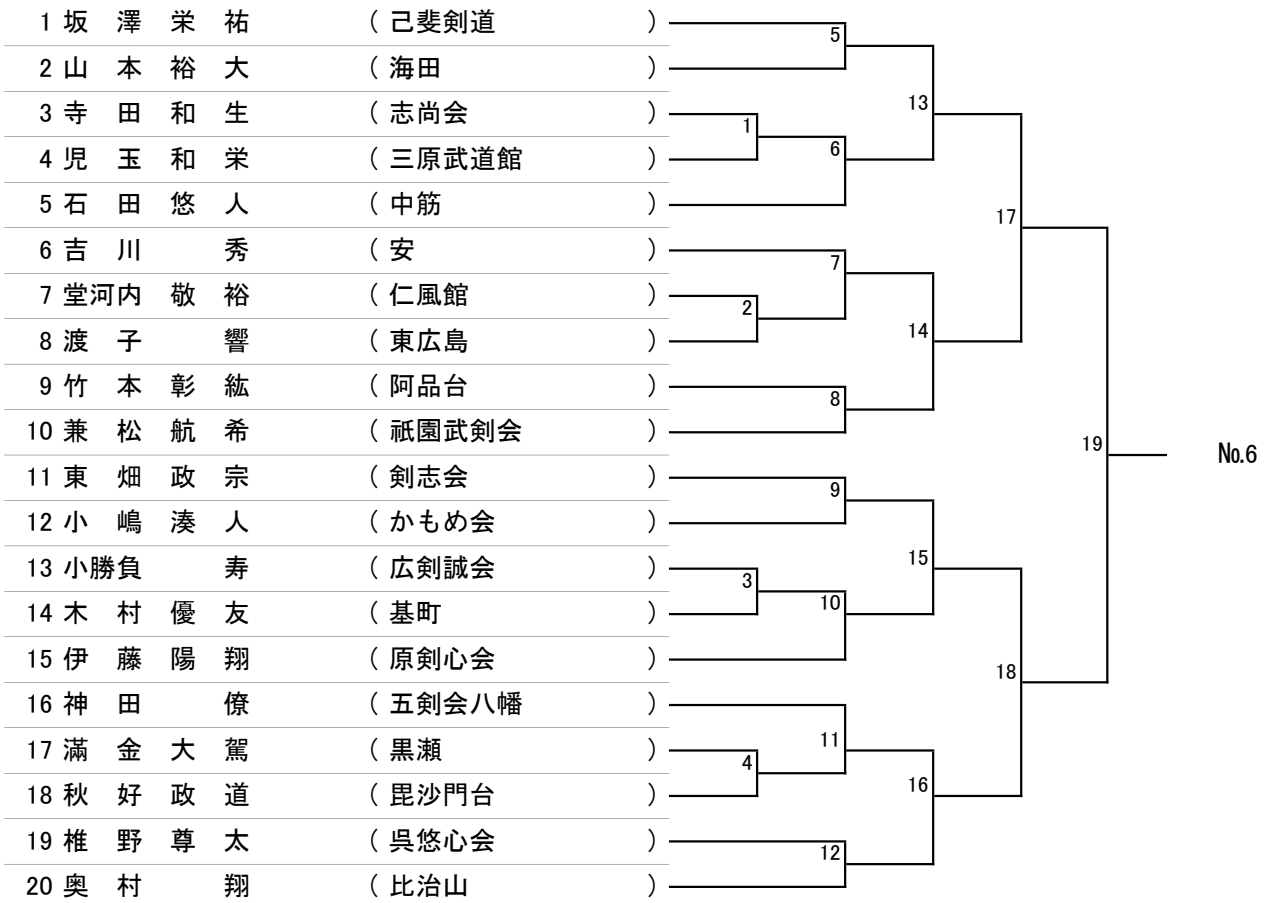 1 坂 澤 栄 祐 （ 己斐剣道 ）
2 山 本 裕 大 （ 海田 ）
3 寺 田 和 生 （ 志尚会 ）
4 児 玉 和 栄 （ 三原武道館 ）
5 石 田 悠 人 （ 中筋 ）
6 吉 川 秀 （ 安 ）
7 堂河内 敬 裕 （ 仁風館 ）
8 渡 子 響 （ 東広島 ）
9 竹 本 彰 紘 （ 阿品台 ）
10 兼 松 航 希 （ 祇園武剣会 ）
11 東 畑 政 宗 （ 剣志会 ）
12 小 嶋 湊 人 （ かもめ会 ）
13 小勝負 寿 （ 広剣誠会 ）
14 木 村 優 友 （ 基町 ）
15 伊 藤 陽 翔 （ 原剣心会 ）
16 神 田 僚 （ 五剣会八幡 ）
17 滿 金 大 駕 （ 黒瀬 ）
18 秋 好 政 道 （ 毘沙門台 ）
19 椎 野 尊 太 （ 呉悠心会 ）
20 奥 村 翔 （ 比治山 ）
1
2
3
4
5
6
7
8
9
10
11
12
13
14
15
16
17
18
19
№6